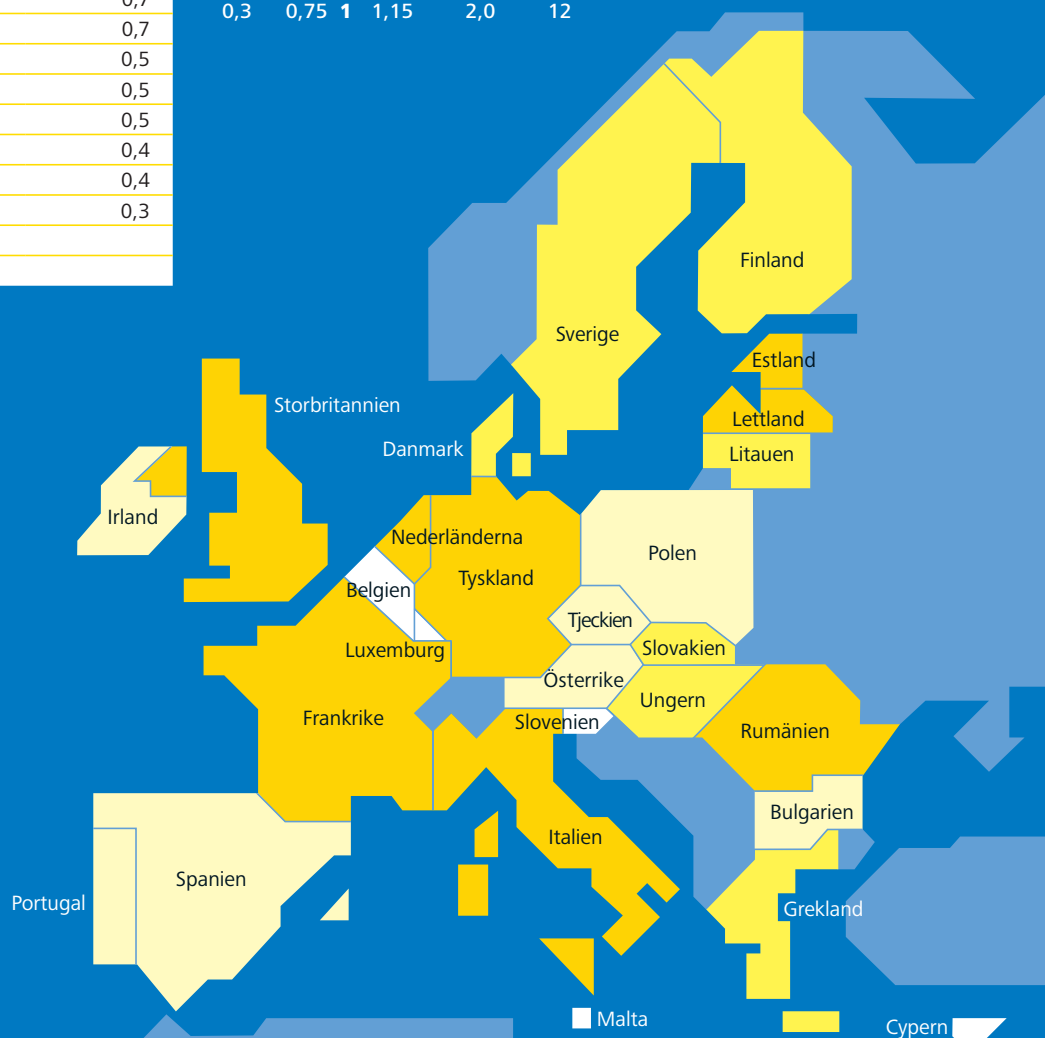 0,7
0,7
0,5
0,5
0,5
0,4
0,4
0,3
0,3 0,75 1 1,15 2,0 12
Finland
Sverige
Estland
Storbritannien
Lettland
Danmark
Litauen
Irland
Nederländerna
Polen
Tyskland
Belgien
Tjeckien
Luxemburg
Slovakien
Österrike
Ungern
Frankrike
Slovenien
Rumänien
Bulgarien
Italien
Spanien
Portugal
Grekland
Malta
Cypern